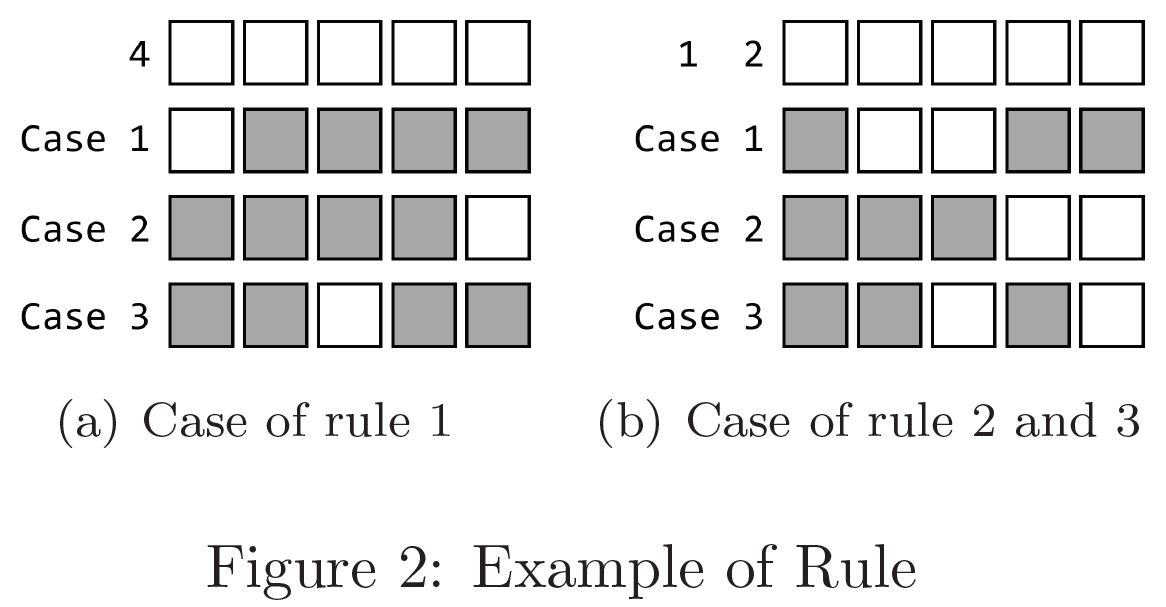 4
Case 1
Case 2
Case 3
(a) Case of rule 1
1 2
Case 1
Case 2
Case 3
(b) Case of rule 2 and 3
Figure 2: Example of Rule